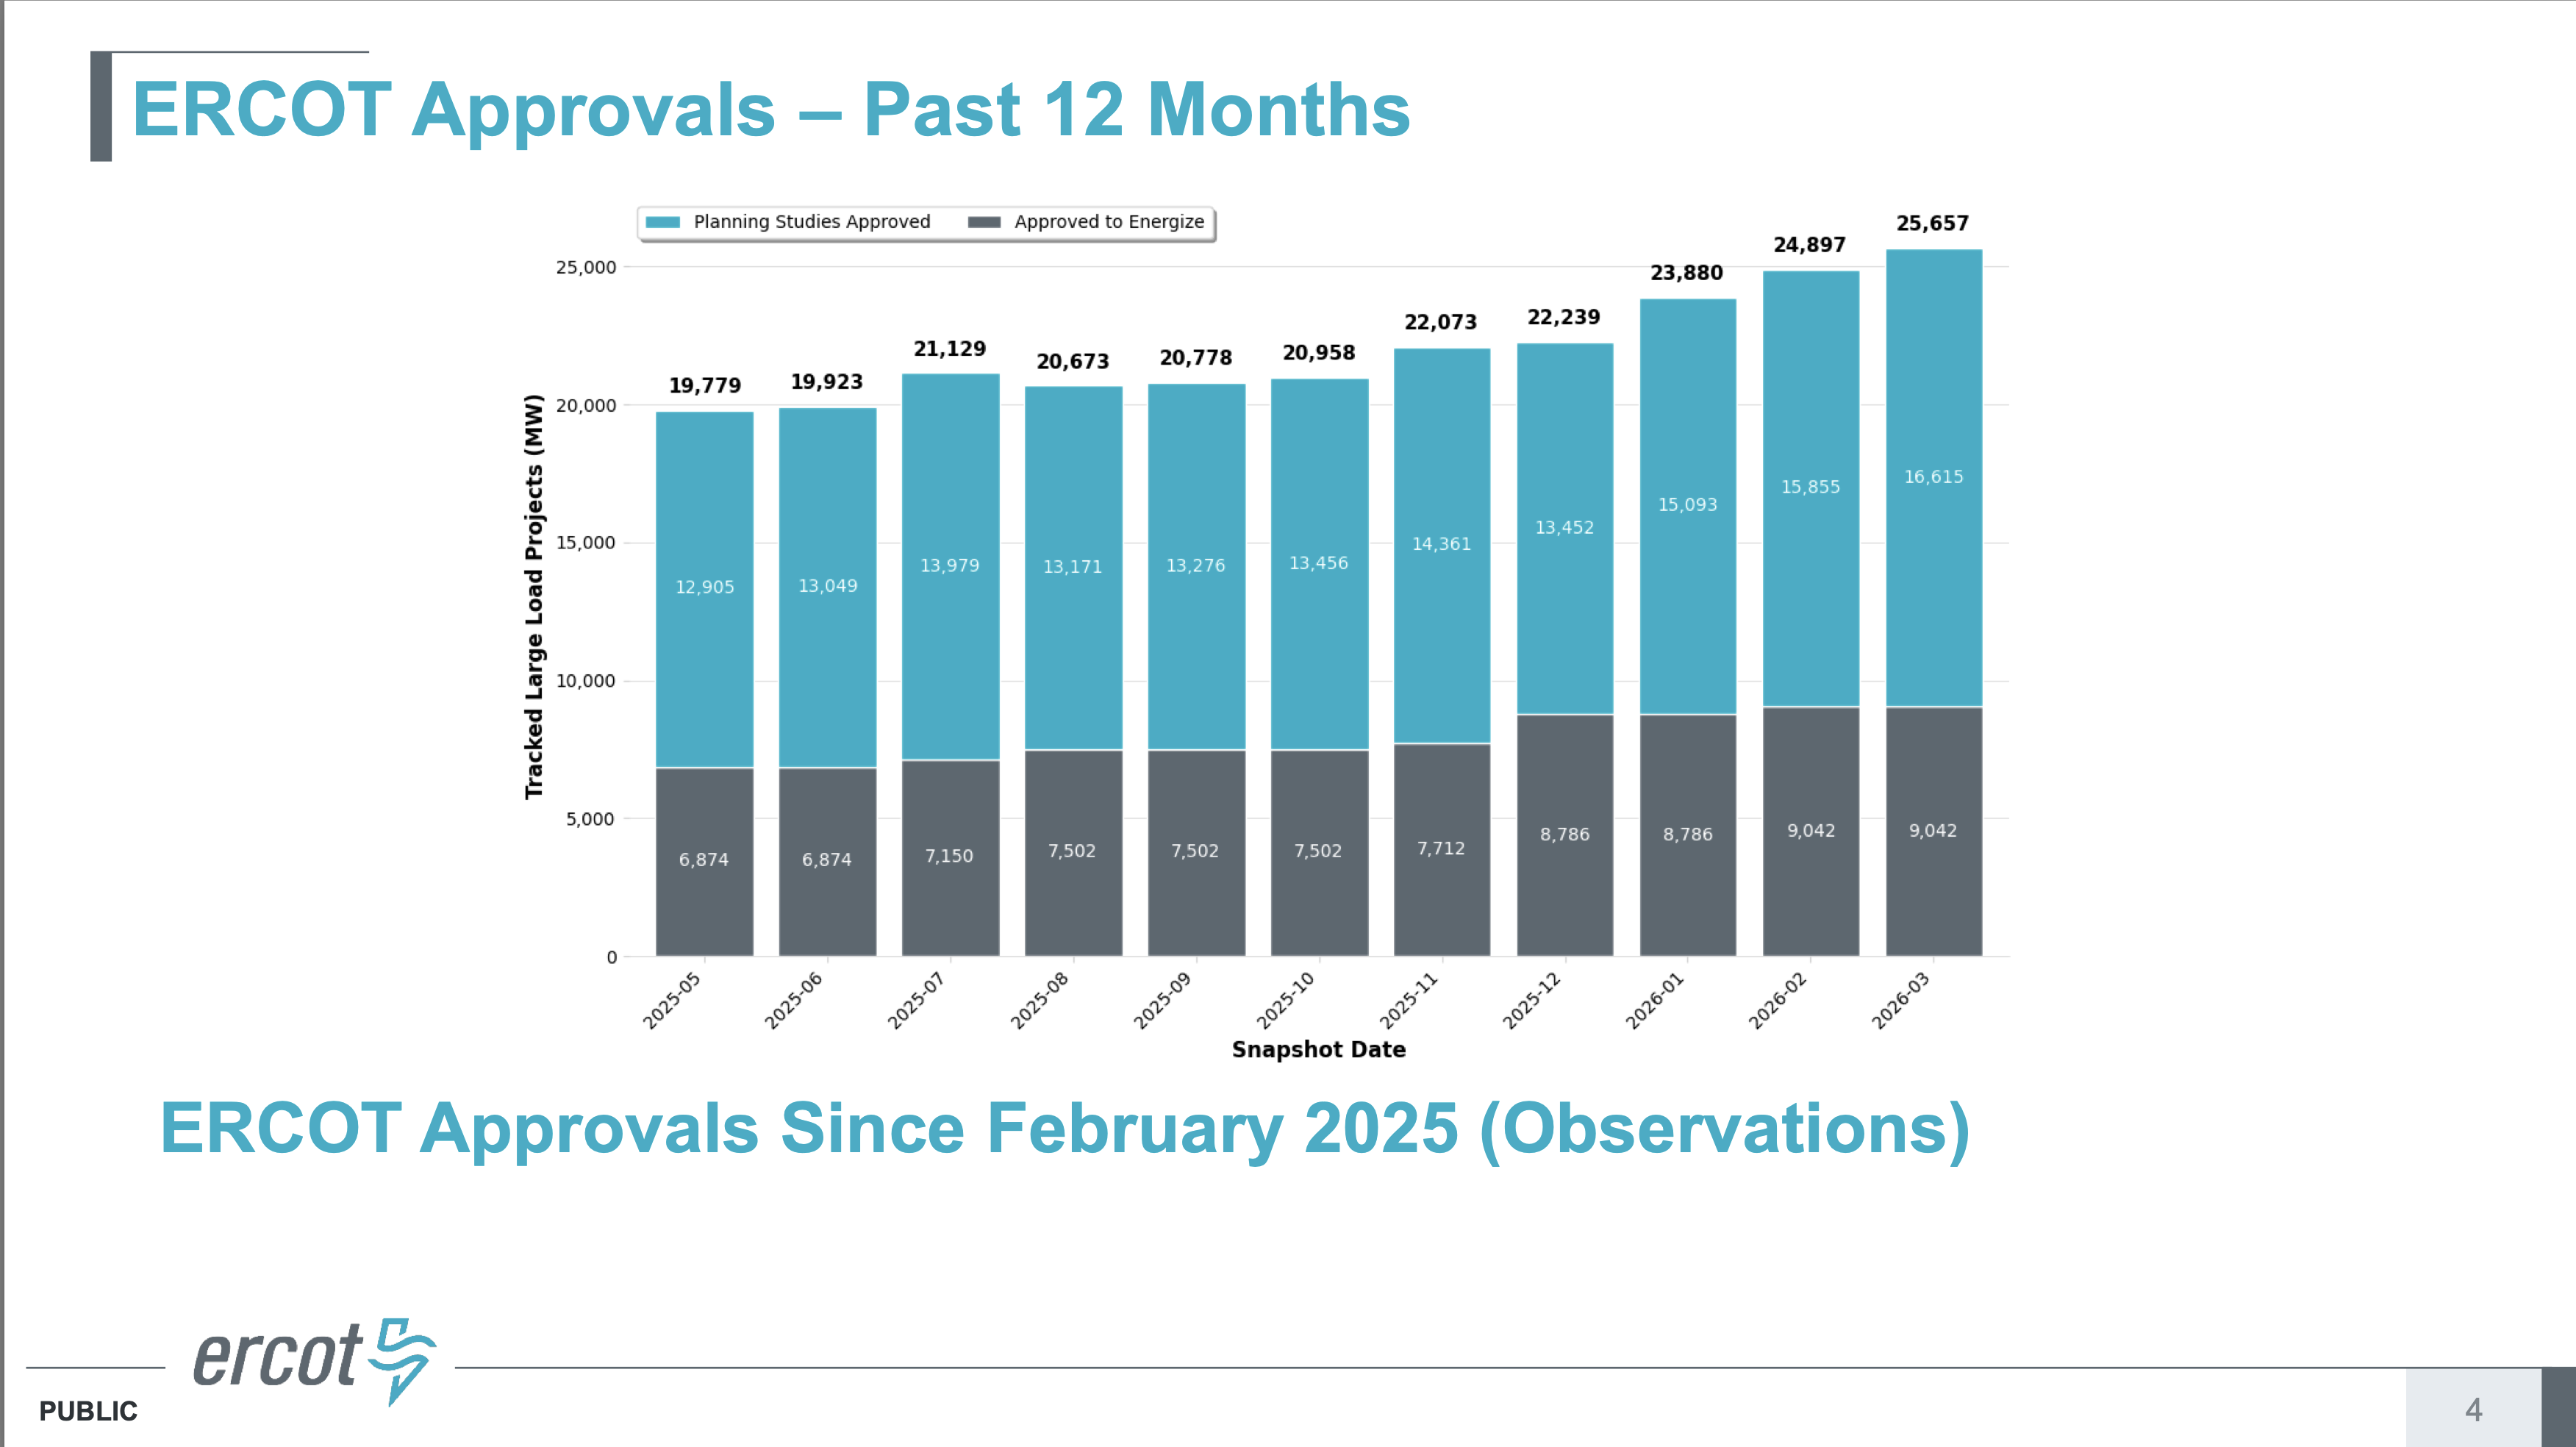 ERCOT Approvals – Past 12 Months
Planning Studies Approved   Approved to Energize
Tracked Large Load Projects (MW)
25,000
20,000
15,000
10,000
5,000
0
19,779 19,923 21,129 20,673 20,778 20,958 22,073 22,239 23,880 24,897 25,657
12,905 13,049 13,979 13,171 13,276 13,456 14,361 13,452 15,093 15,855 16,615
6,874 6,874 7,150 7,502 7,502 7,502 7,712 8,786 8,786 9,042 9,042
2025-05 2025-06 2025-07 2025-08 2025-09 2025-10 2025-11 2025-12 2026-01 2026-02 2026-03
Snapshot Date
ERCOT Approvals Since February 2025 (Observations)
ercot
PUBLIC
4